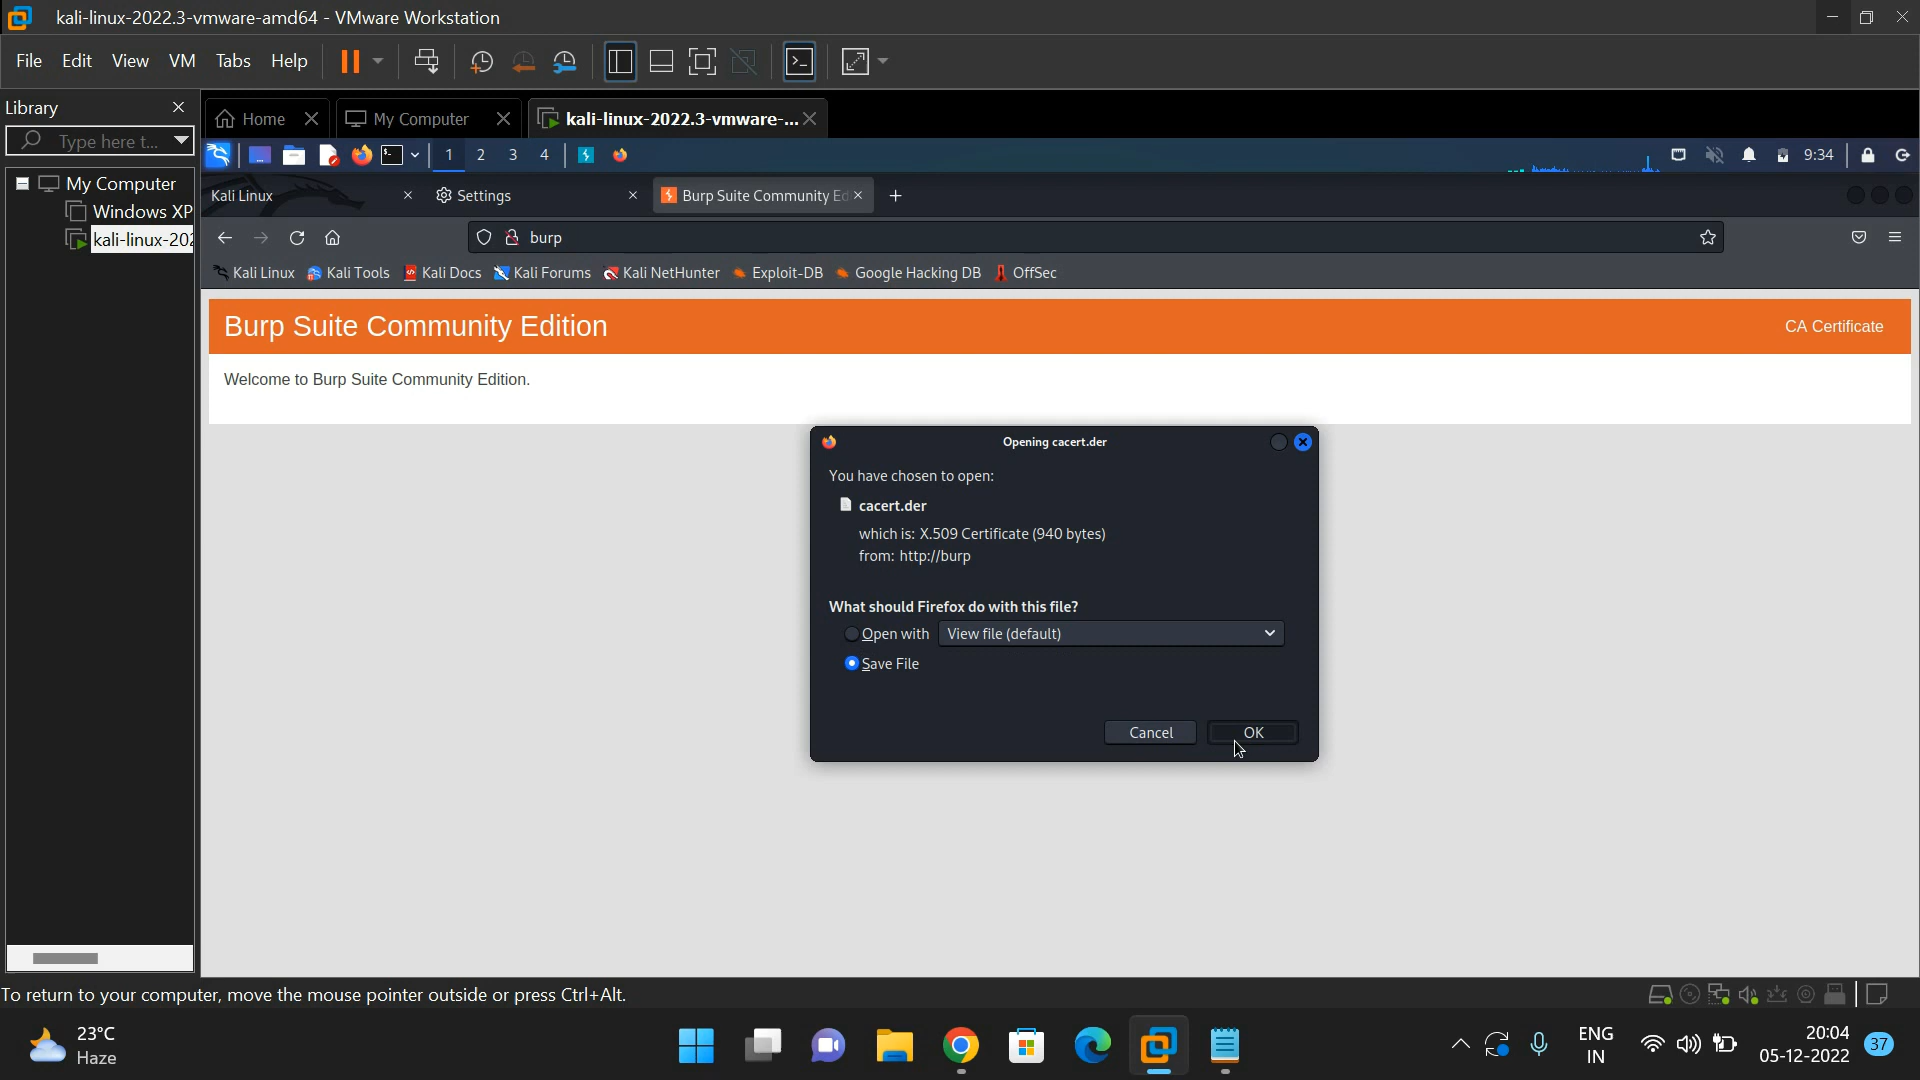 kali-linux-2022.3-vmware-amd64 - VMware Workstation
File Edit View VM Tabs Help
Library
Home
My Computer
kali-linux-2022.3-vmware-...
Type here t...
1 2 3 4
9:34
My Computer
Windows XP
kali-linux-202
Kali Linux
Settings
Burp Suite Community Ed
burp
Kali Linux Kali Tools Kali Docs Kali Forums Kali NetHunter Exploit-DB Google Hacking DB OffSec
Burp Suite Community Edition
CA Certificate
Welcome to Burp Suite Community Edition.
Opening cacert.der
You have chosen to open:
cacert.der
which is: X.509 Certificate (940 bytes)
from: http://burp
What should Firefox do with this file?
Open with View file (default)
Save File
Cancel OK
To return to your computer, move the mouse pointer outside or press Ctrl+Alt.
23°C
Haze
ENG
IN
20:04
05-12-2022
37